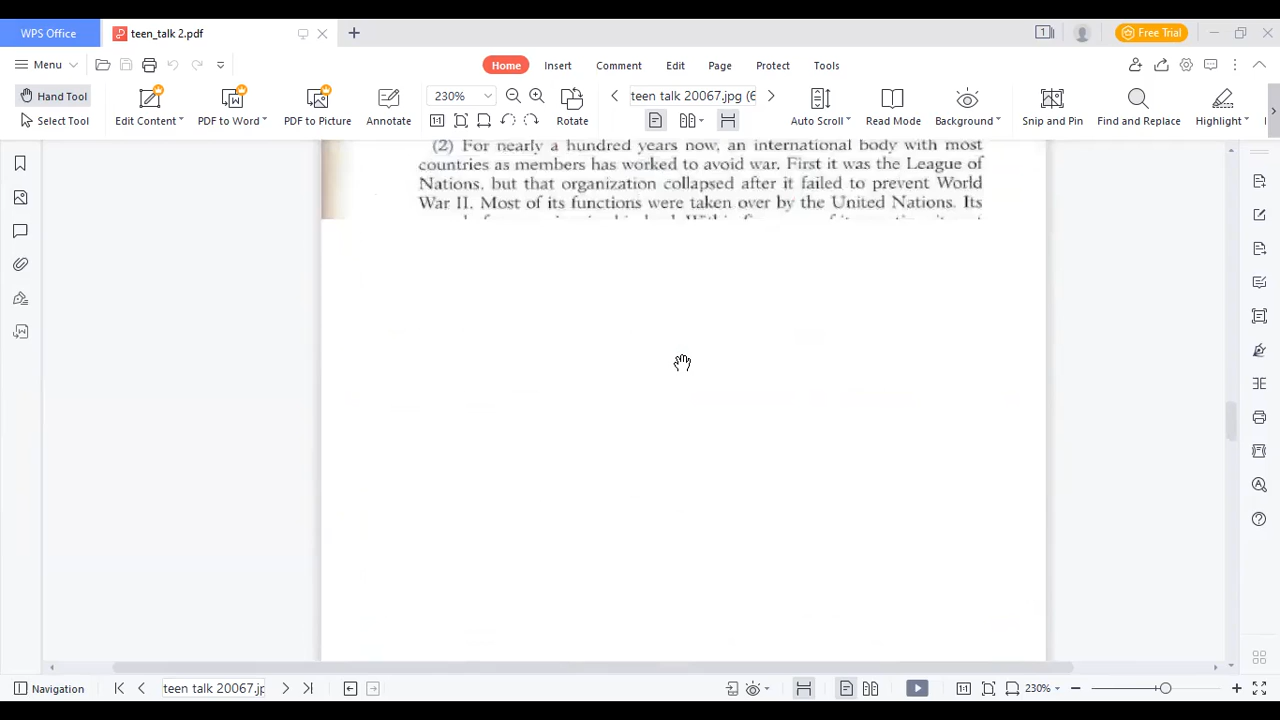 WPS Office
teen_talk 2.pdf
1
Free Trial
Menu
Home
Insert
Comment
Edit
Page
Protect
Tools
Hand Tool
Select Tool
Edit Content
PDF to Word
PDF to Picture
Annotate
230%
Rotate
teen talk 20067.jpg (6
Auto Scroll
Read Mode
Background
Snip and Pin
Find and Replace
Highlight
(2) For nearly a hundred years now, an international body with most
countries as members has worked to avoid war. First it was the League of
Nations, but that organization collapsed after it failed to prevent World
War II. Most of its functions were taken over by the United Nations. Its
Navigation
teen talk 20067.jp
230%